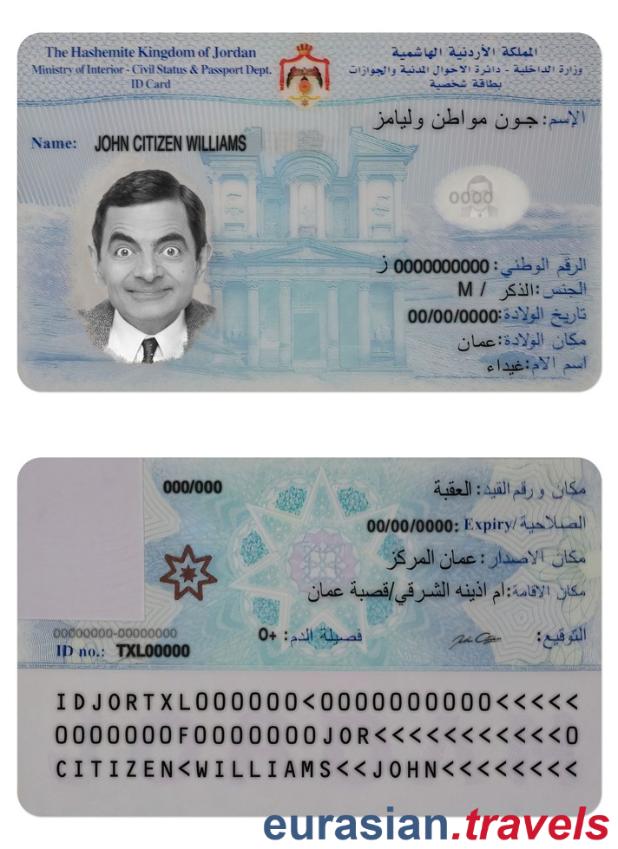 The Hashemite Kingdom of Jordan
Ministry of Interior - Civil Status & Passport Dept.
ID Card
المملكة الأردنية الهاشمية
وزارة الداخلية - دائرة الاحوال المدنية والجوازات
بطاقة شخصية
الإسم: جون مواطن وليامز
Name: JOHN CITIZEN WILLIAMS
0000
الرقم الوطني: 0000000000 ز
الجنس: الذكر / M
تاريخ الولادة: 00/00/0000
مكان الولادة: عمان
اسم الام: غيداء
000/000
مكان ورقم القيد: العقبة
الصلاحية/Expiry: 00/00/0000
مكان الاصدار: عمان المركز
مكان الاقامة: ام اذينه الشرقي/قصبة عمان
00000000-00000000
فصيلة الدم: O+
التوقيع:
ID no.: TXL00000
IDJORTXL000000<0000000000<<<<<
0000000F0000000JOR<<<<<<<<<<<0
CITIZEN<WILLIAMS<<JOHN<<<<<<<<
eurasian.travels